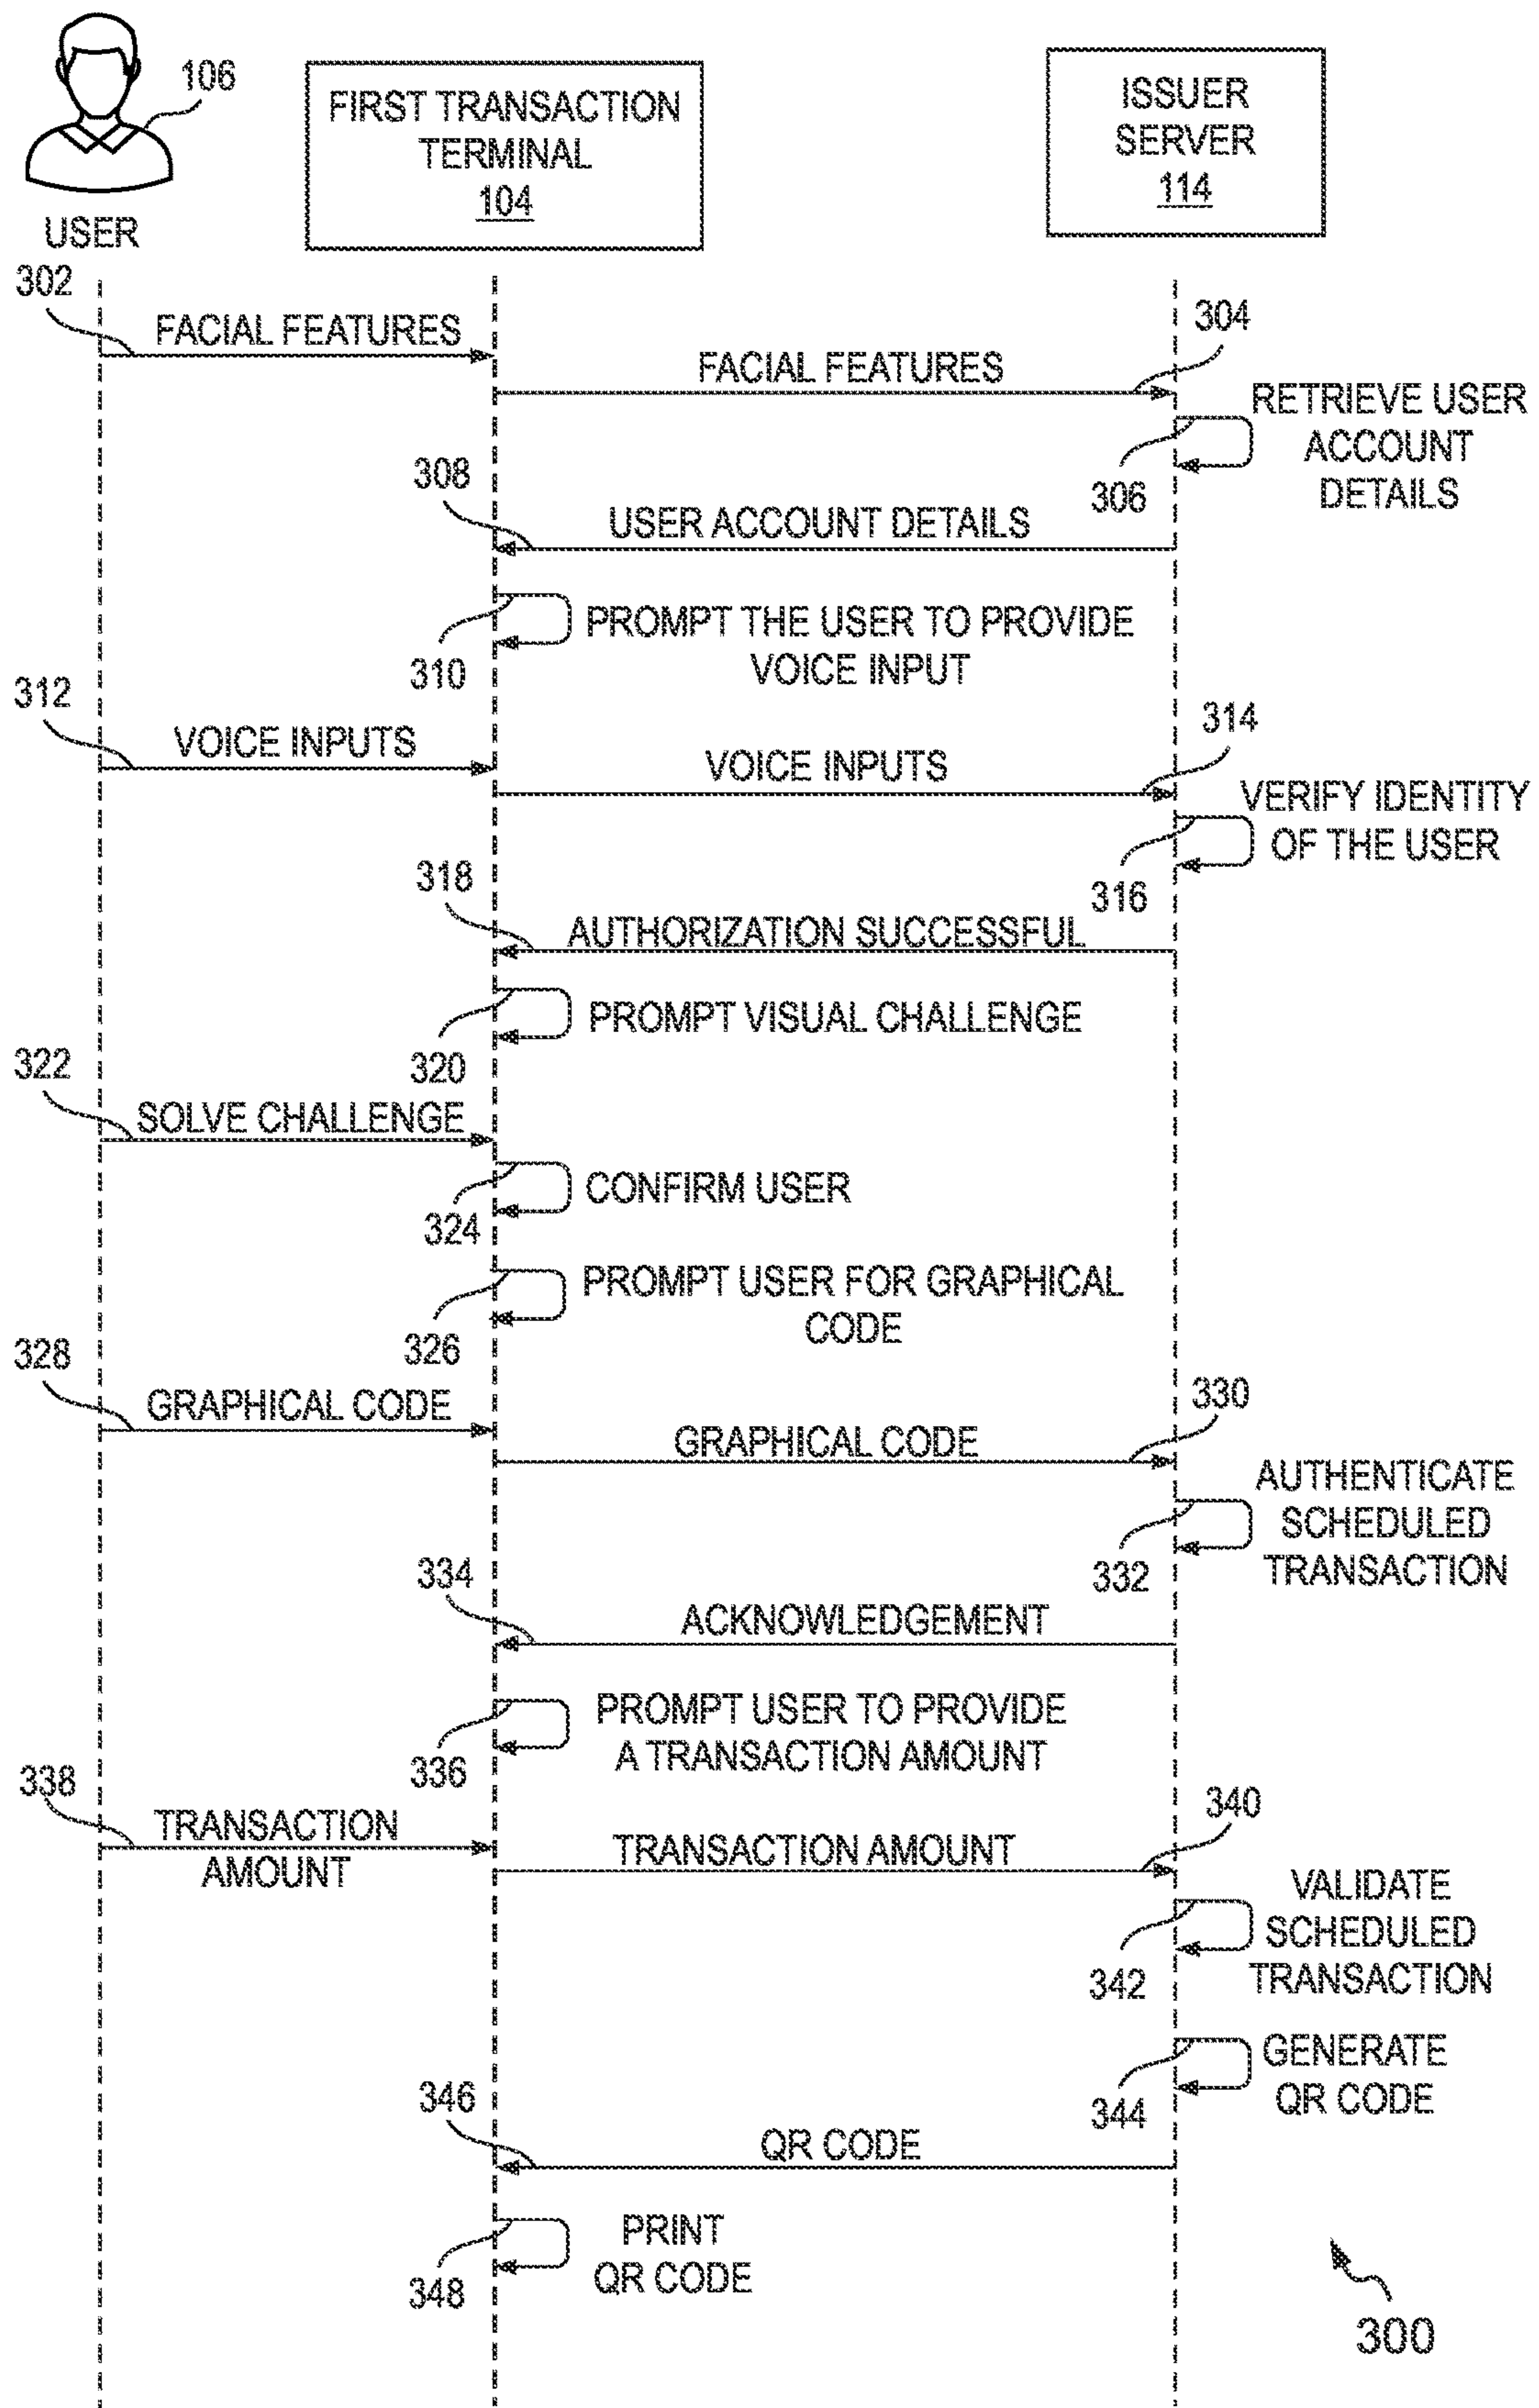 106
USER
FIRST TRANSACTION
TERMINAL
104
ISSUER
SERVER
114
302
FACIAL FEATURES
304
FACIAL FEATURES
306
RETRIEVE USER
ACCOUNT
DETAILS
308
USER ACCOUNT DETAILS
310
PROMPT THE USER TO PROVIDE
VOICE INPUT
312
VOICE INPUTS
314
VOICE INPUTS
316
VERIFY IDENTITY
OF THE USER
318
AUTHORIZATION SUCCESSFUL
320
PROMPT VISUAL CHALLENGE
322
SOLVE CHALLENGE
324
CONFIRM USER
326
PROMPT USER FOR GRAPHICAL
CODE
328
GRAPHICAL CODE
330
GRAPHICAL CODE
332
AUTHENTICATE
SCHEDULED
TRANSACTION
334
ACKNOWLEDGEMENT
336
PROMPT USER TO PROVIDE
A TRANSACTION AMOUNT
338
TRANSACTION
AMOUNT
340
TRANSACTION AMOUNT
342
VALIDATE
SCHEDULED
TRANSACTION
344
GENERATE
QR CODE
346
QR CODE
348
PRINT
QR CODE
300